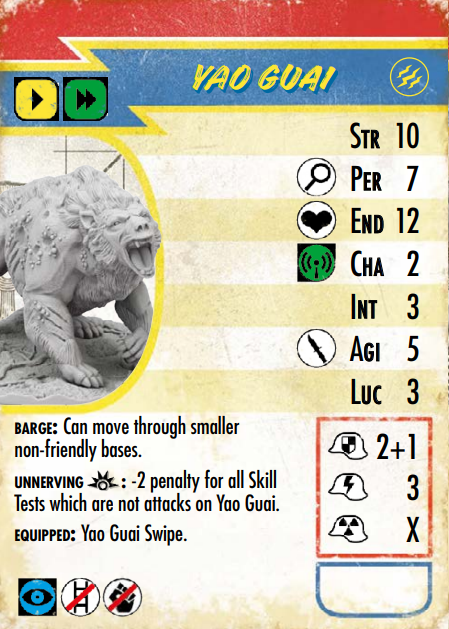 YAO GUAI
STR 10
PER 7
END 12
CHA 2
INT 3
AGI 5
LUC 3
BARGE: Can move through smaller
non-friendly bases.
UNNERVING : -2 penalty for all Skill
Tests which are not attacks on Yao Guai.
EQUIPPED: Yao Guai Swipe.
2+1
3
X